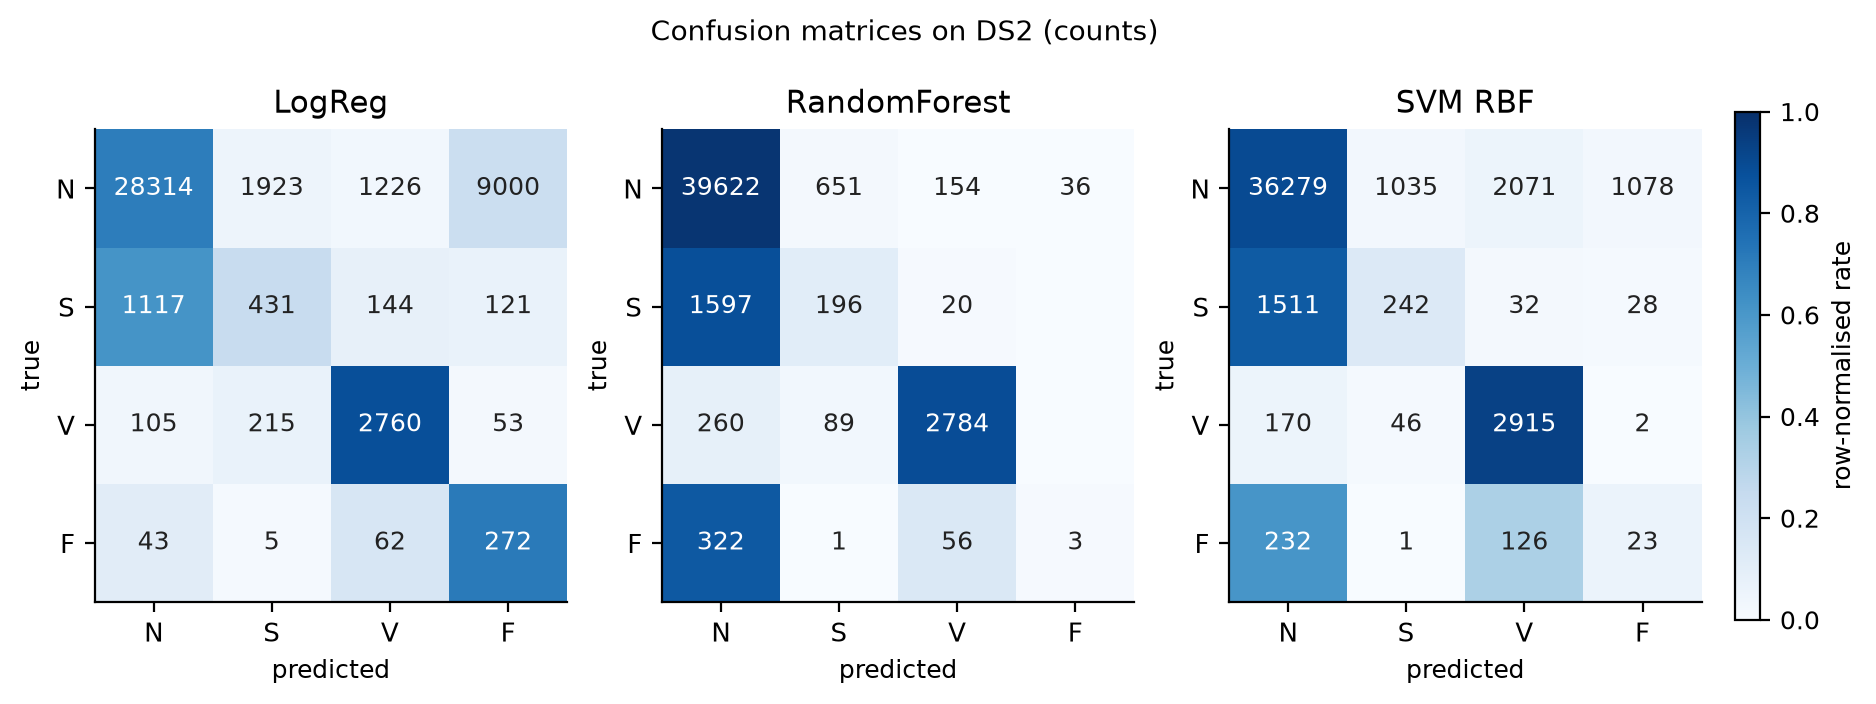 Confusion matrices on DS2 (counts)
LogReg
N 28314 1923 1226 9000
S 1117 431 144 121
V 105 215 2760 53
F 43 5 62 272
N S V F
predicted
true
RandomForest
N 39622 651 154 36
S 1597 196 20
V 260 89 2784
F 322 1 56 3
N S V F
predicted
true
SVM RBF
N 36279 1035 2071 1078
S 1511 242 32 28
V 170 46 2915 2
F 232 1 126 23
N S V F
predicted
true
1.0
0.8
0.6
0.4
0.2
0.0
row-normalised rate